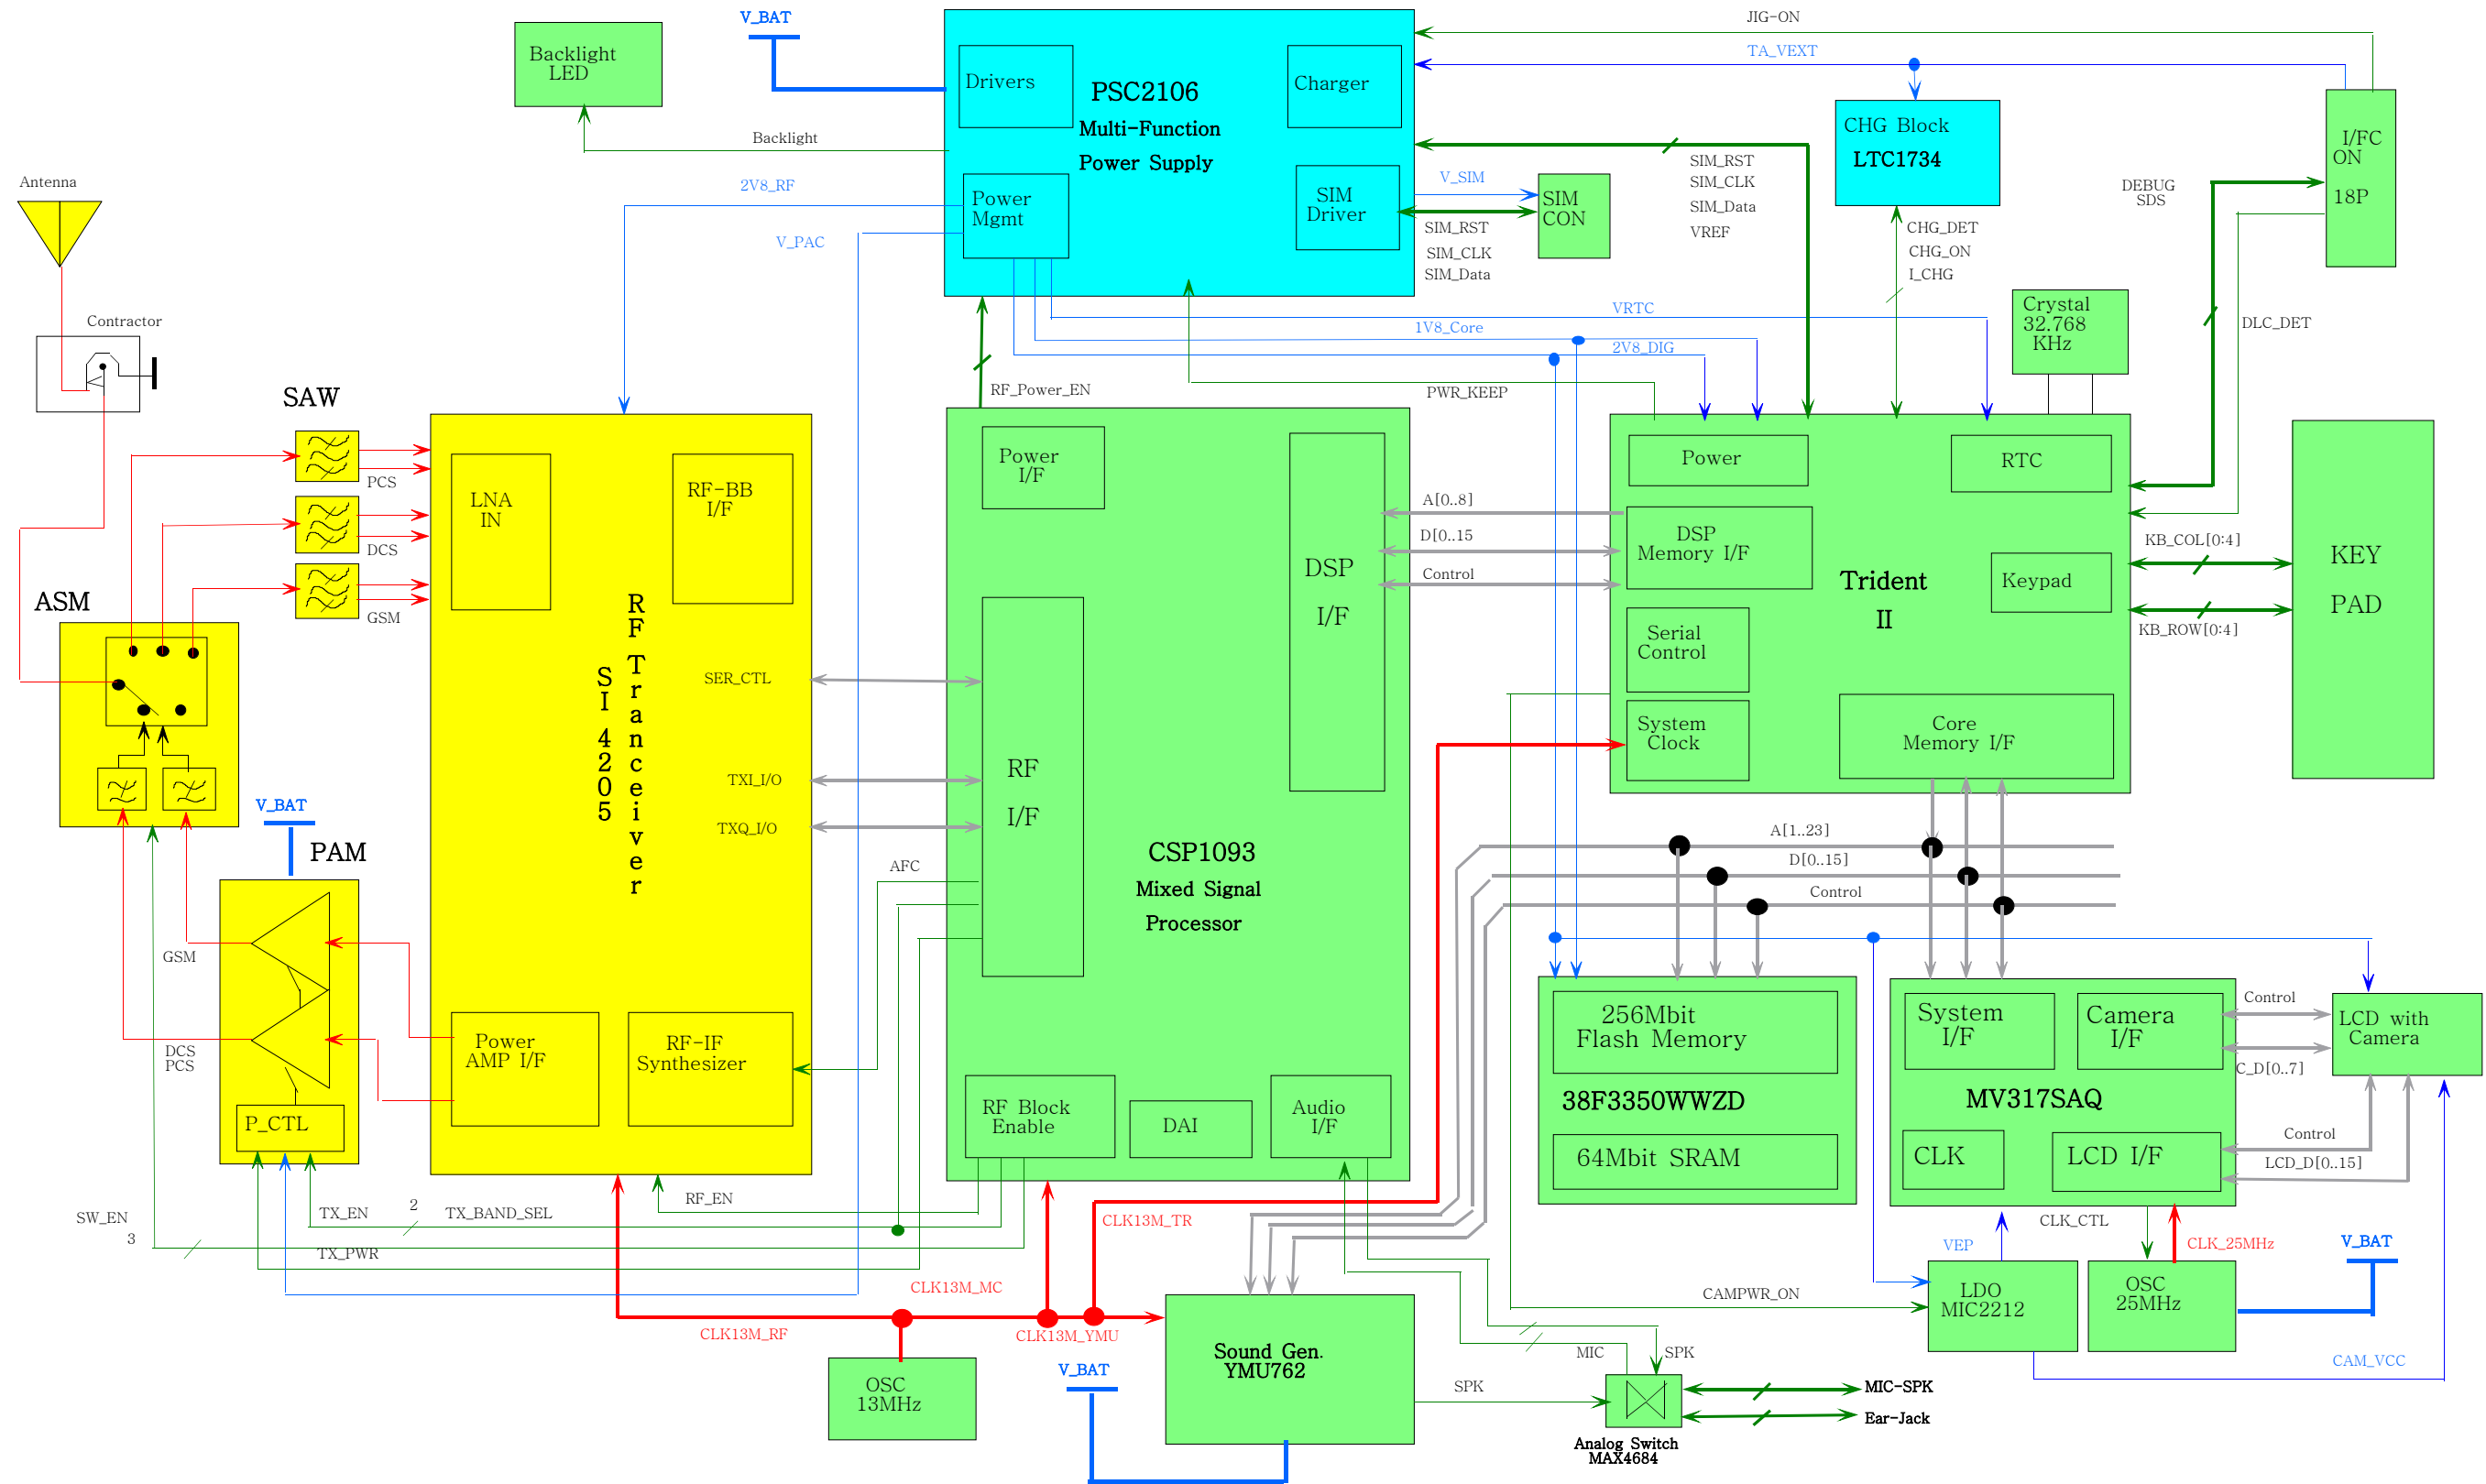 V_BAT
JIG-ON
TA_VEXT
Backlight
LED
Drivers
PSC2106
Multi-Function
Power Supply
Charger
Backlight
Power
Mgmt
SIM
Driver
2V8_RF
V_PAC
V_SIM
SIM
CON
SIM_RST
SIM_CLK
SIM_Data
SIM_RST
SIM_CLK
SIM_Data
VREF
CHG Block
LTC1734
CHG_DET
CHG_ON
I_CHG
I/FC
ON
18P
DEBUG
SDS
DLC_DET
Crystal
32.768
KHz
Antenna
Contractor
SAW
PCS
DCS
GSM
ASM
V_BAT
PAM
GSM
DCS
PCS
P_CTL
SW_EN
3
TX_EN
2
TX_BAND_SEL
TX_PWR
LNA
IN
RF-BB
I/F
RF Tranceiver
SI 4205
SER_CTL
TXI_I/O
TXQ_I/O
AFC
Power
AMP I/F
RF-IF
Synthesizer
RF_EN
VRTC
1V8_Core
2V8_DIG
RF_Power_EN
PWR_KEEP
Power
I/F
DSP
I/F
RF
I/F
CSP1093
Mixed Signal
Processor
RF Block
Enable
DAI
Audio
I/F
A[0..8]
D[0..15
Control
Power
RTC
DSP
Memory I/F
Trident
II
Keypad
Serial
Control
System
Clock
Core
Memory I/F
KB_COL[0:4]
KB_ROW[0:4]
KEY
PAD
A[1..23]
D[0..15]
Control
256Mbit
Flash Memory
38F3350WWZD
64Mbit SRAM
System
I/F
Camera
I/F
MV317SAQ
CLK
LCD I/F
Control
C_D[0..7]
LCD with
Camera
Control
LCD_D[0..15]
CLK_CTL
CLK_25MHz
VEP
V_BAT
LDO
MIC2212
OSC
25MHz
CAMPWR_ON
CAM_VCC
CLK13M_TR
CLK13M_MC
CLK13M_RF
CLK13M_YMU
OSC
13MHz
V_BAT
Sound Gen.
YMU762
SPK
MIC
SPK
MIC-SPK
Ear-Jack
Analog Switch
MAX4684